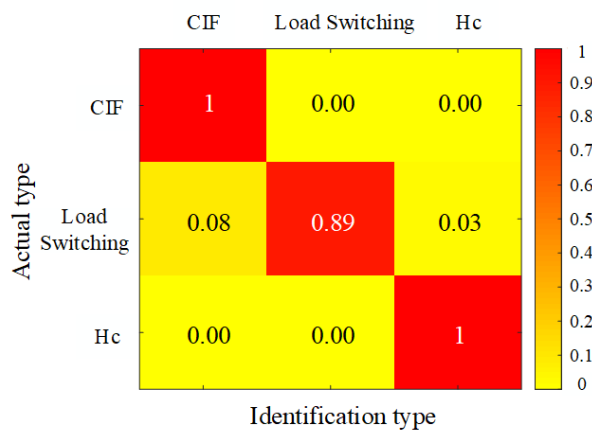 CIF Load Switching Hc
CIF 1 0.00 0.00
Load
Switching 0.08 0.89 0.03
Hc 0.00 0.00 1
Actual type
Identification type
1
0.9
0.8
0.7
0.6
0.5
0.4
0.3
0.2
0.1
0